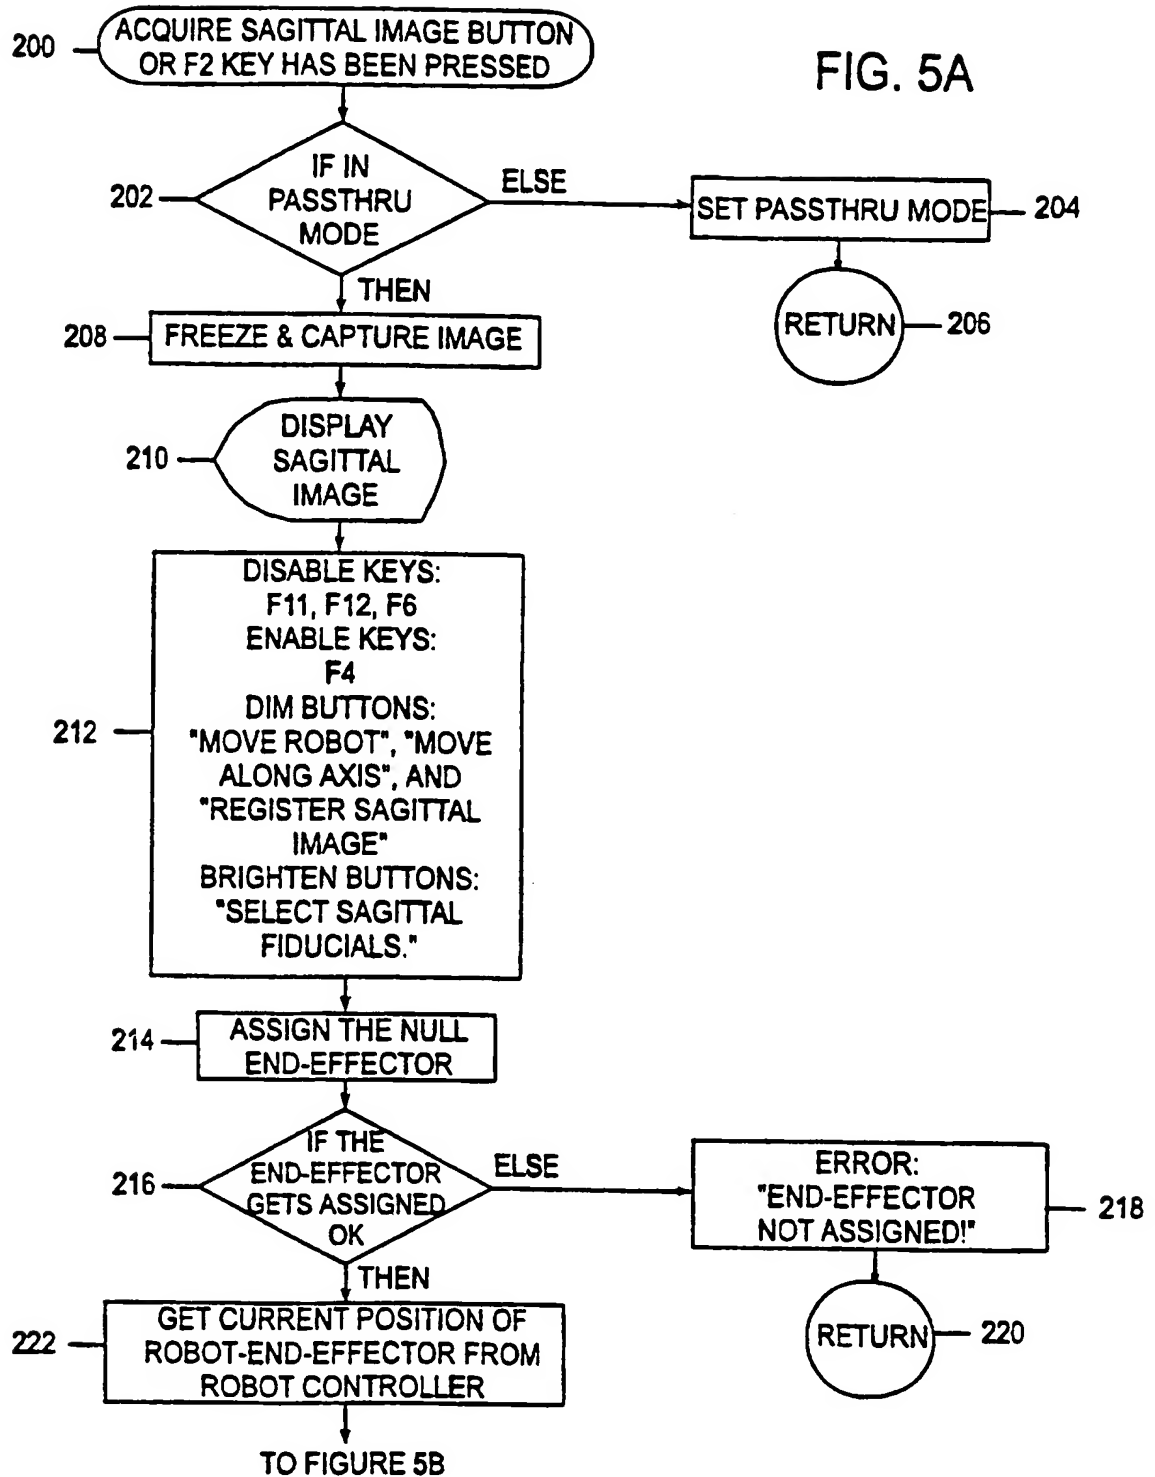 200
ACQUIRE SAGITTAL IMAGE BUTTON
OR F2 KEY HAS BEEN PRESSED
FIG. 5A
202
IF IN
PASSTHRU
MODE
ELSE
SET PASSTHRU MODE
204
THEN
RETURN
206
208
FREEZE & CAPTURE IMAGE
210
DISPLAY
SAGITTAL
IMAGE
212
DISABLE KEYS:
F11, F12, F6
ENABLE KEYS:
F4
DIM BUTTONS:
"MOVE ROBOT", "MOVE
ALONG AXIS", AND
"REGISTER SAGITTAL
IMAGE"
BRIGHTEN BUTTONS:
"SELECT SAGITTAL
FIDUCIALS."
214
ASSIGN THE NULL
END-EFFECTOR
216
IF THE
END-EFFECTOR
GETS ASSIGNED
OK
ELSE
ERROR:
"END-EFFECTOR
NOT ASSIGNED!"
218
THEN
RETURN
220
222
GET CURRENT POSITION OF
ROBOT-END-EFFECTOR FROM
ROBOT CONTROLLER
TO FIGURE 5B